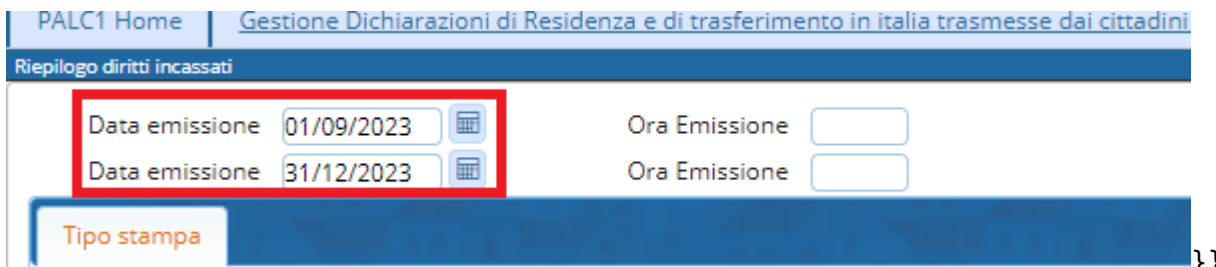 PALC1 Home Gestione Dichiarazioni di Residenza e di trasferimento in italia trasmesse dai cittadini
Riepilogo diritti incassati
Data emissione 01/09/2023 Ora Emissione
Data emissione 31/12/2023 Ora Emissione
Tipo stampa
}}